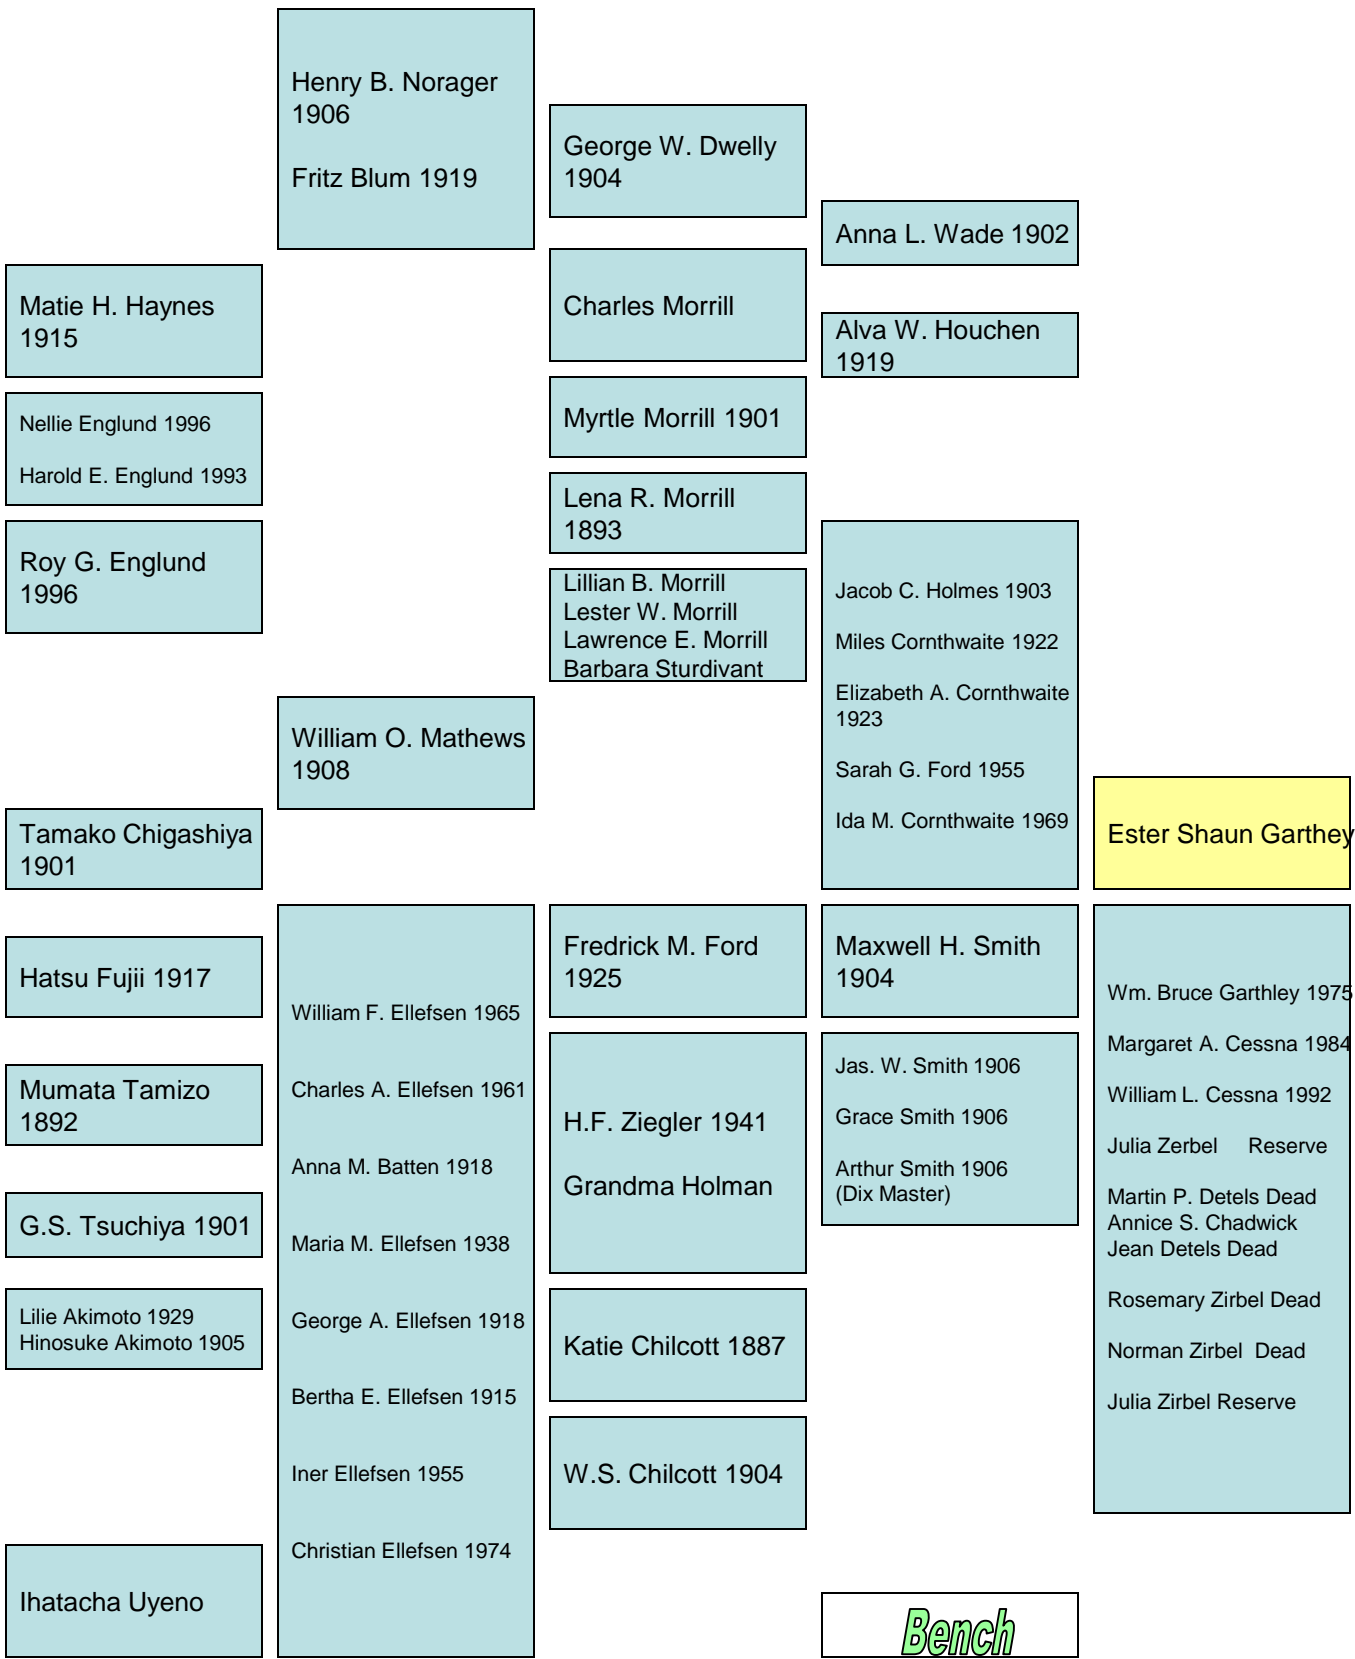 Henry B. Norager
1906
Fritz Blum 1919
George W. Dwelly
1904
Anna L. Wade 1902
Matie H. Haynes
1915
Charles Morrill
Alva W. Houchen
1919
Nellie Englund 1996
Harold E. Englund 1993
Myrtle Morrill 1901
Roy G. Englund
1996
Lena R. Morrill
1893
Lillian B. Morrill
Lester W. Morrill
Lawrence E. Morrill
Barbara Sturdivant
Jacob C. Holmes 1903
Miles Cornthwaite 1922
Elizabeth A. Cornthwaite
1923
Sarah G. Ford 1955
Ida M. Cornthwaite 1969
William O. Mathews
1908
Ester Shaun Garthey
Tamako Chigashiya
1901
Hatsu Fujii 1917
Mumata Tamizo
1892
G.S. Tsuchiya 1901
Lilie Akimoto 1929
Hinosuke Akimoto 1905
Ihatacha Uyeno
William F. Ellefsen 1965
Charles A. Ellefsen 1961
Anna M. Batten 1918
Maria M. Ellefsen 1938
George A. Ellefsen 1918
Bertha E. Ellefsen 1915
Iner Ellefsen 1955
Christian Ellefsen 1974
Fredrick M. Ford
1925
H.F. Ziegler 1941
Grandma Holman
Katie Chilcott 1887
W.S. Chilcott 1904
Maxwell H. Smith
1904
Jas. W. Smith 1906
Grace Smith 1906
Arthur Smith 1906
(Dix Master)
Wm. Bruce Garthley 1975
Margaret A. Cessna 1984
William L. Cessna 1992
Julia Zerbel Reserve
Martin P. Detels Dead
Annice S. Chadwick
Jean Detels Dead
Rosemary Zirbel Dead
Norman Zirbel Dead
Julia Zirbel Reserve
Bench